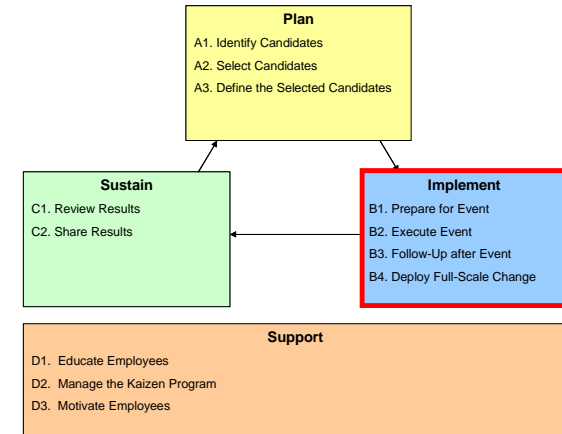 Plan
A1. Identify Candidates
A2. Select Candidates
A3. Define the Selected Candidates
Sustain
C1. Review Results
C2. Share Results
Implement
B1. Prepare for Event
B2. Execute Event
B3. Follow-Up after Event
B4. Deploy Full-Scale Change
Support
D1. Educate Employees
D2. Manage the Kaizen Program
D3. Motivate Employees